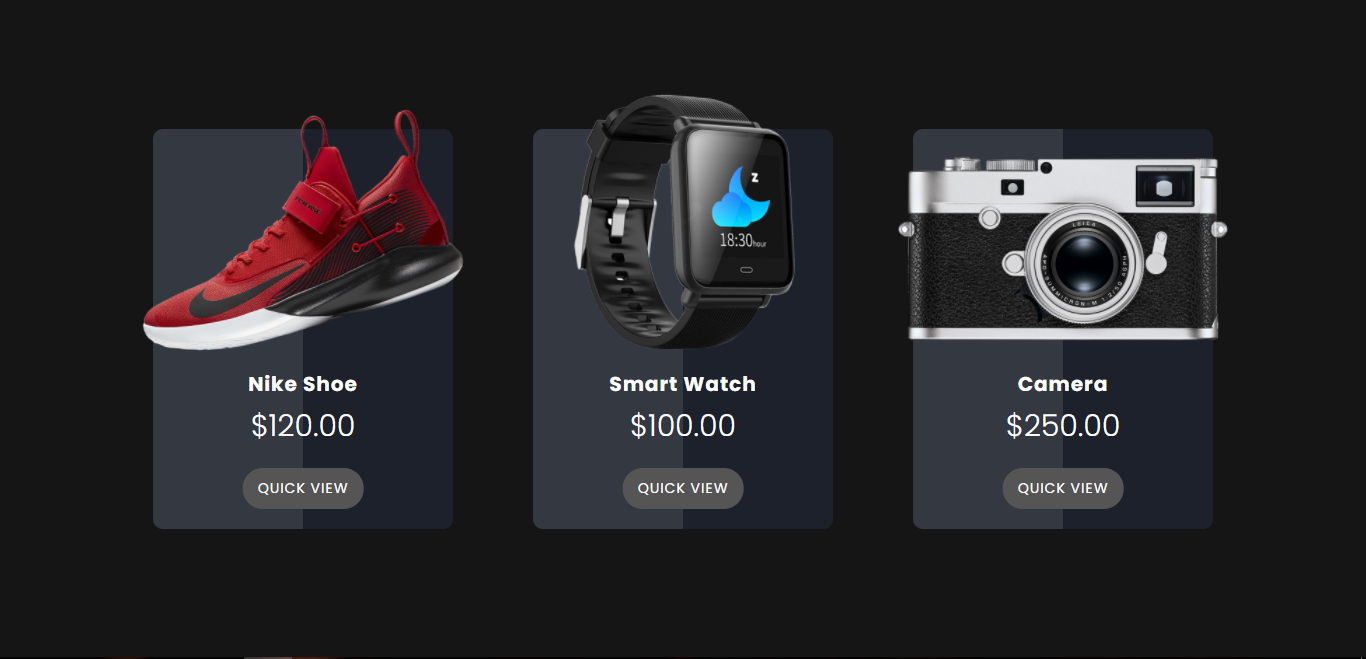 Z
18:30hour
LEICA
Nike Shoe
Smart Watch
Camera
$120.00
$100.00
$250.00
QUICK VIEW
QUICK VIEW
QUICK VIEW